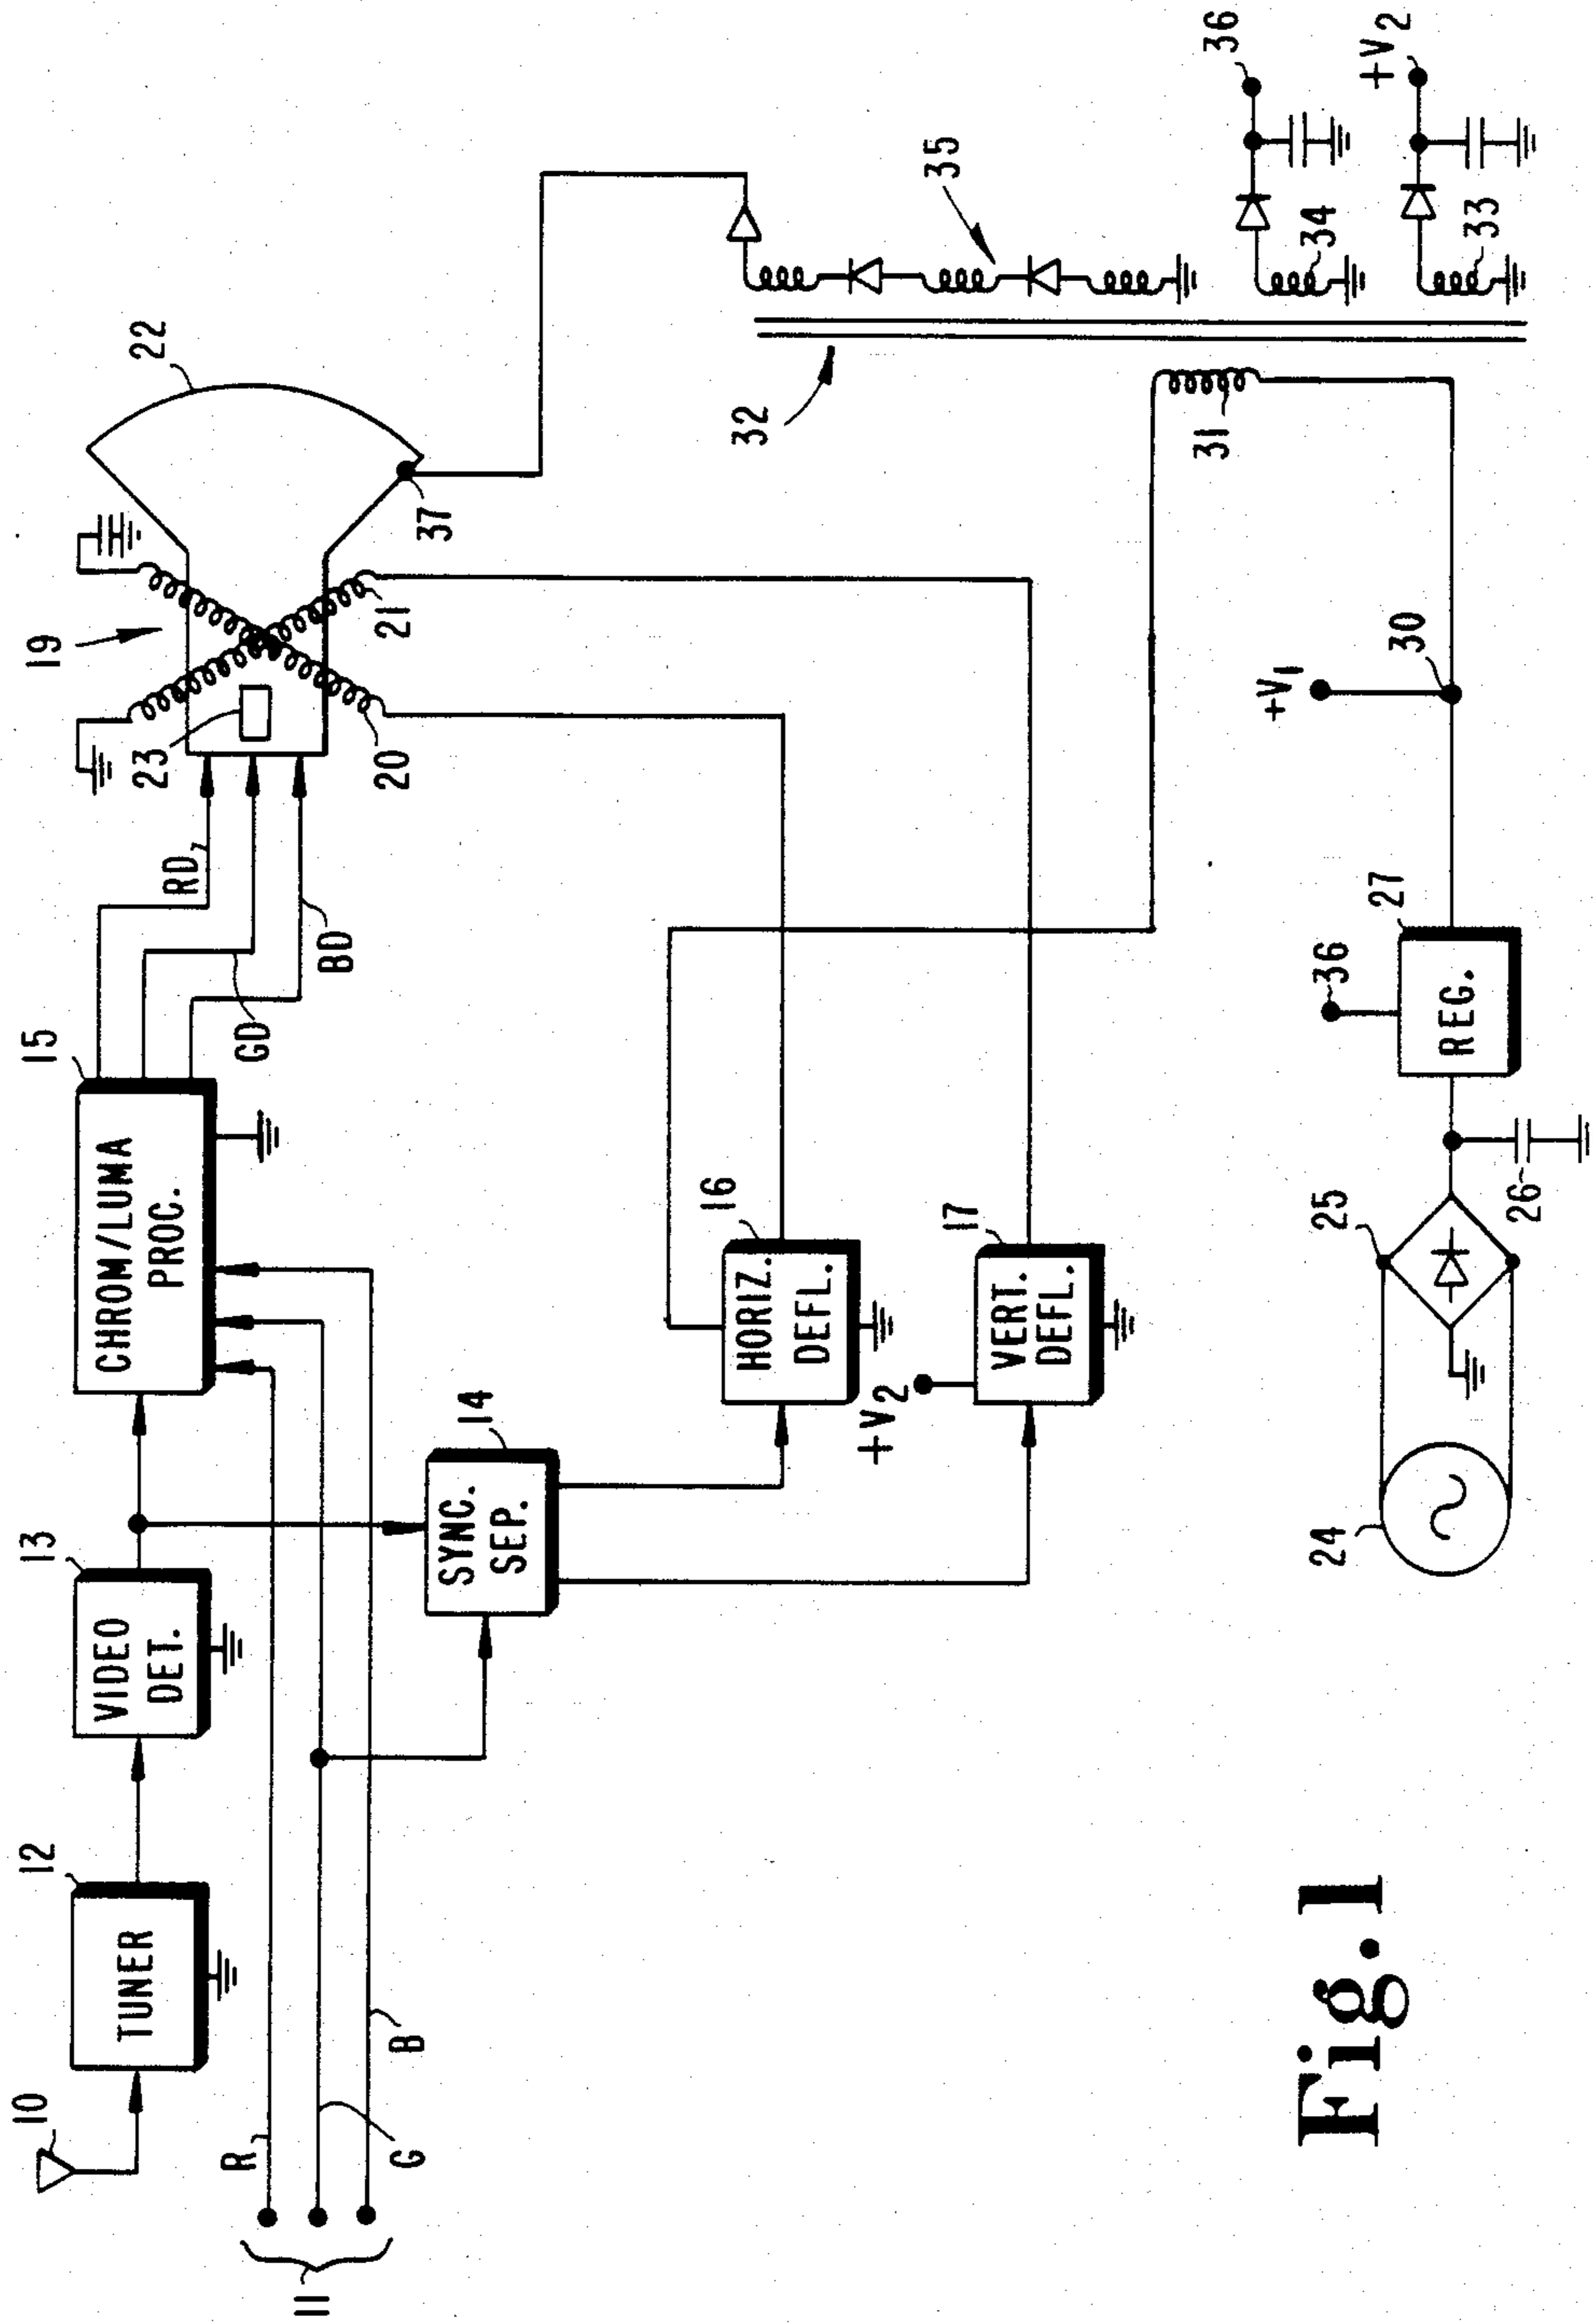 10
12
TUNER
13
VIDEO
DET.
15
CHROM/LUMA
PROC.
RD
GD
BD
19
23
20
21
22
37
11
R
G
B
14
SYNC.
SEP.
16
HORIZ.
DEFL.
+V2
17
VERT.
DEFL.
32
35
31
36
34
+V2
33
24
25
26
36
27
REG.
+V1
30
Fig. 1